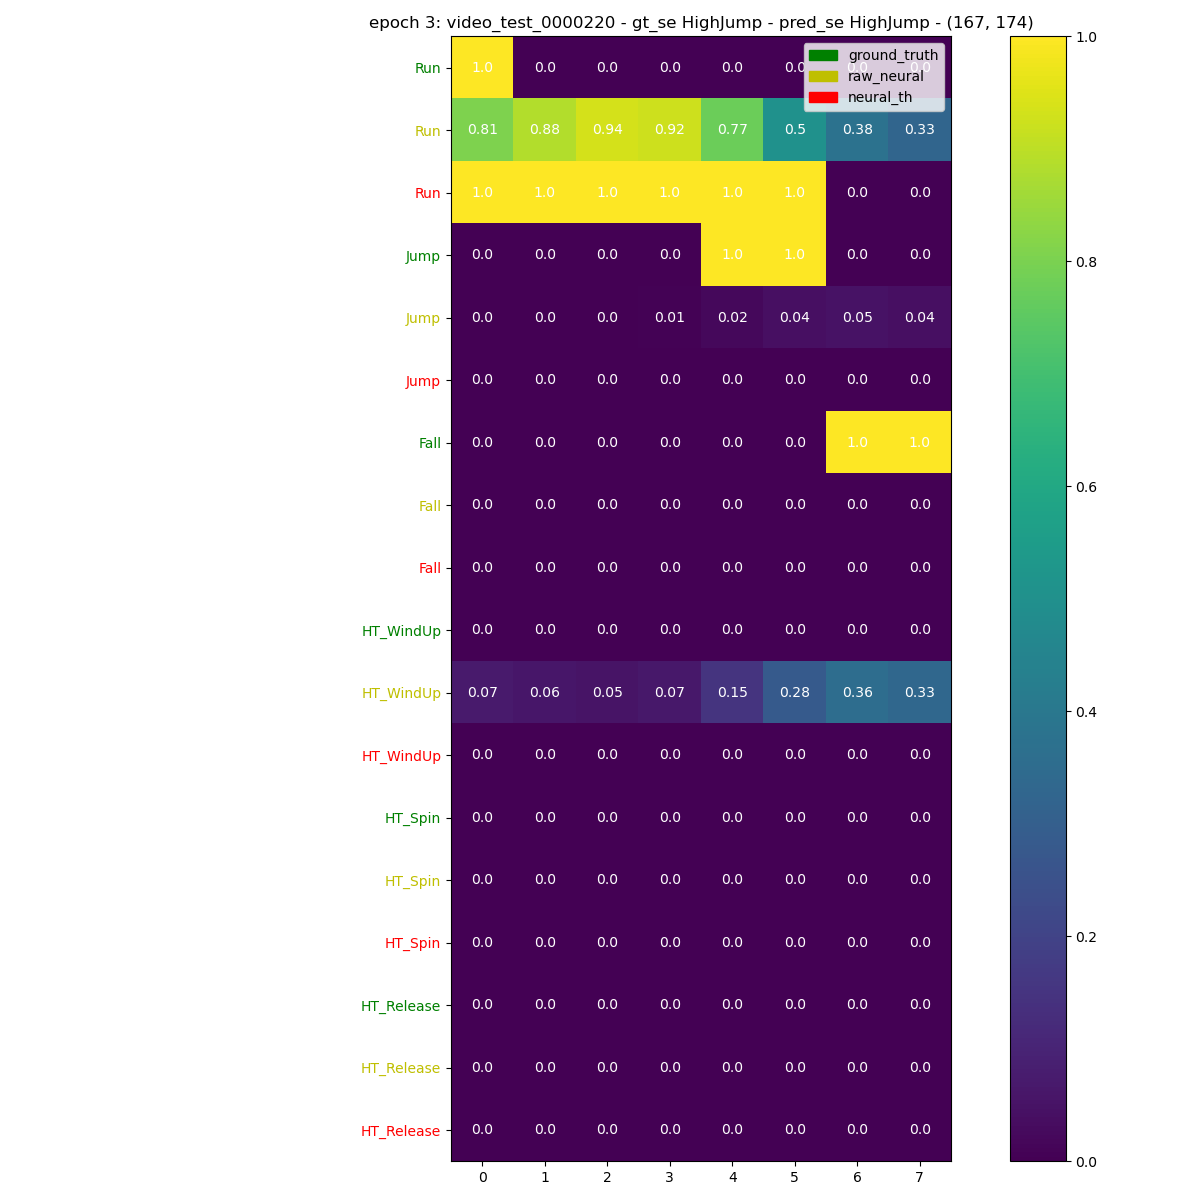 epoch 3: video_test_0000220 - gt_se HighJump - pred_se HighJump - (167, 174)
ground_truth
raw_neural
neural_th
Run 1.0 0.0 0.0 0.0 0.0 0.0 0.0 0.0
Run 0.81 0.88 0.94 0.92 0.77 0.5 0.38 0.33
Run 1.0 1.0 1.0 1.0 1.0 1.0 0.0 0.0
Jump 0.0 0.0 0.0 0.0 1.0 1.0 0.0 0.0
Jump 0.0 0.0 0.0 0.01 0.02 0.04 0.05 0.04
Jump 0.0 0.0 0.0 0.0 0.0 0.0 0.0 0.0
Fall 0.0 0.0 0.0 0.0 0.0 0.0 1.0 1.0
Fall 0.0 0.0 0.0 0.0 0.0 0.0 0.0 0.0
Fall 0.0 0.0 0.0 0.0 0.0 0.0 0.0 0.0
HT_WindUp 0.0 0.0 0.0 0.0 0.0 0.0 0.0 0.0
HT_WindUp 0.07 0.06 0.05 0.07 0.15 0.28 0.36 0.33
HT_WindUp 0.0 0.0 0.0 0.0 0.0 0.0 0.0 0.0
HT_Spin 0.0 0.0 0.0 0.0 0.0 0.0 0.0 0.0
HT_Spin 0.0 0.0 0.0 0.0 0.0 0.0 0.0 0.0
HT_Spin 0.0 0.0 0.0 0.0 0.0 0.0 0.0 0.0
HT_Release 0.0 0.0 0.0 0.0 0.0 0.0 0.0 0.0
HT_Release 0.0 0.0 0.0 0.0 0.0 0.0 0.0 0.0
HT_Release 0.0 0.0 0.0 0.0 0.0 0.0 0.0 0.0
0 1 2 3 4 5 6 7
1.0
0.8
0.6
0.4
0.2
0.0